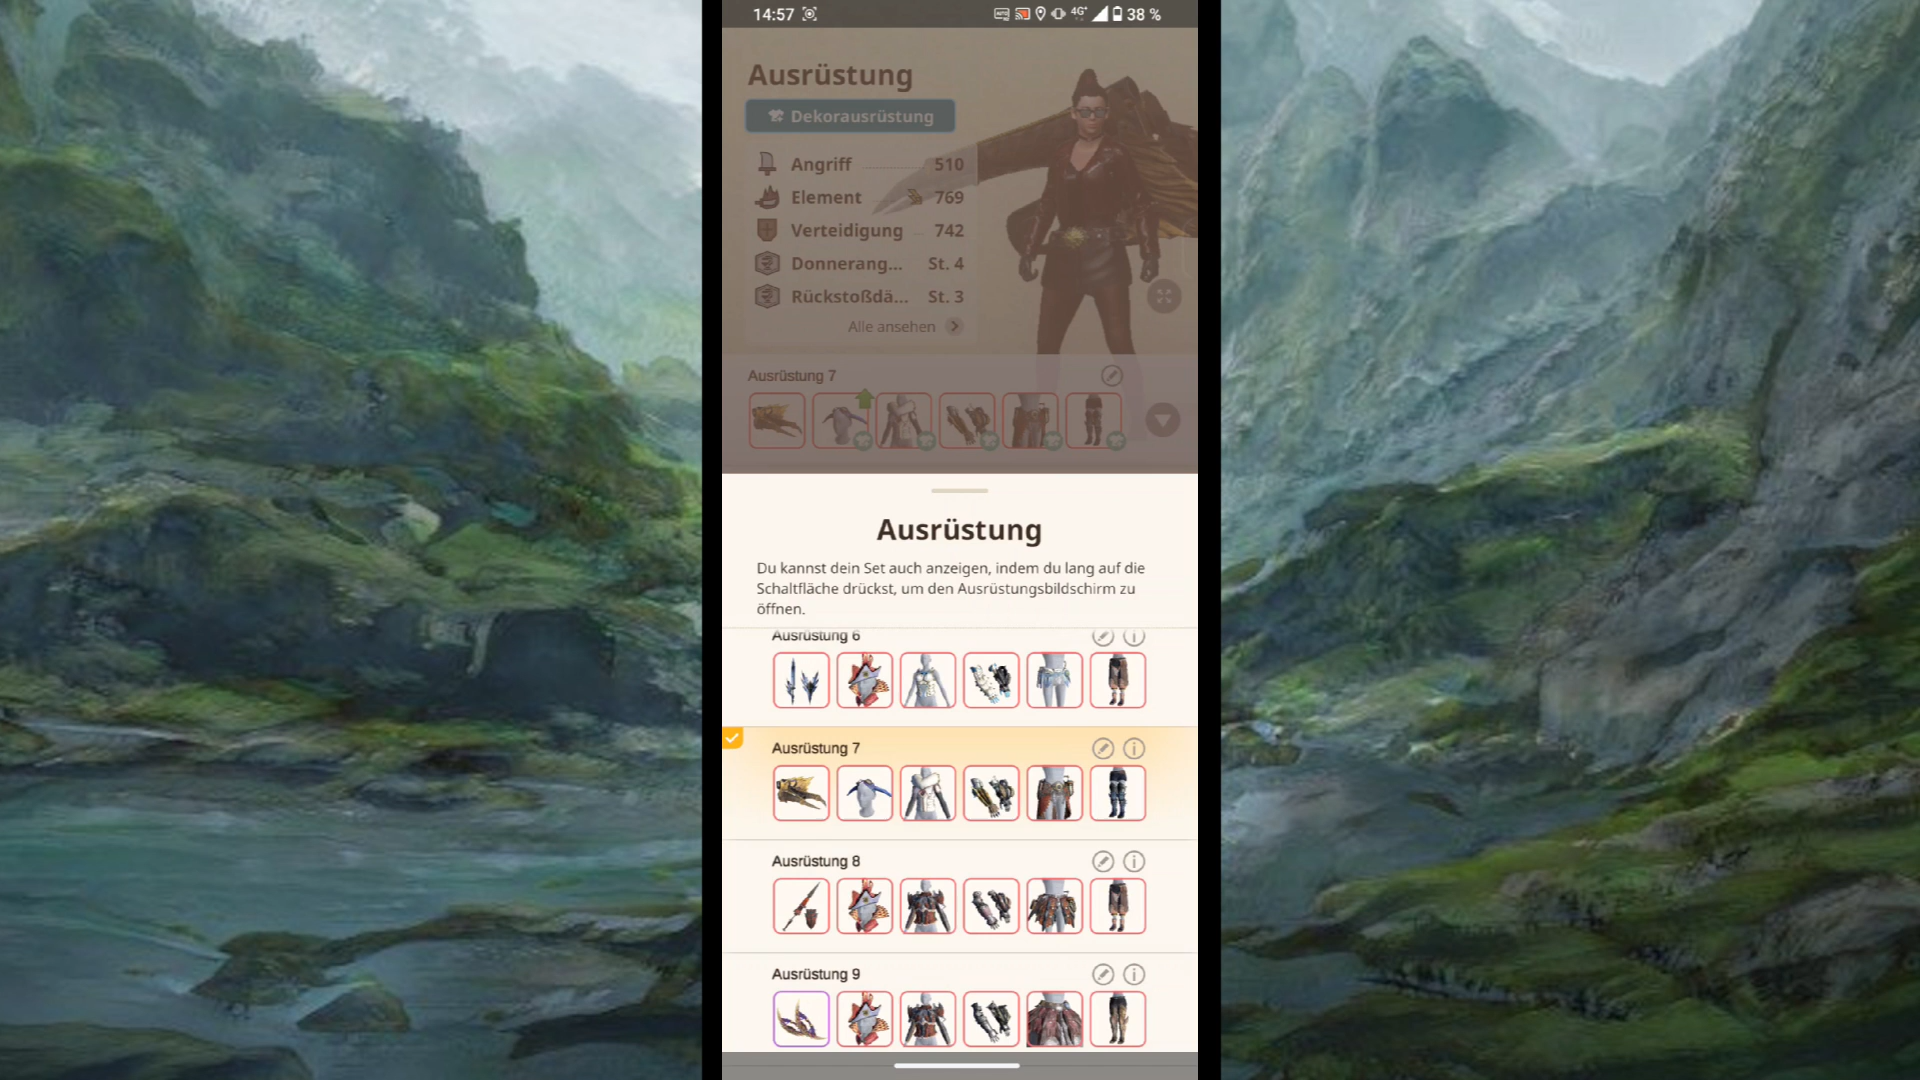 14:57
4G+
38 %
Ausrüstung
Dekorausrüstung
Angriff 510
Element 769
Verteidigung 742
Donnerang... St. 4
Rückstoßdä... St. 3
Alle ansehen
Ausrüstung 7
Ausrüstung
Du kannst dein Set auch anzeigen, indem du lang auf die
Schaltfläche drückst, um den Ausrüstungsbildschirm zu
öffnen.
Ausrüstung 6
Ausrüstung 7
Ausrüstung 8
Ausrüstung 9